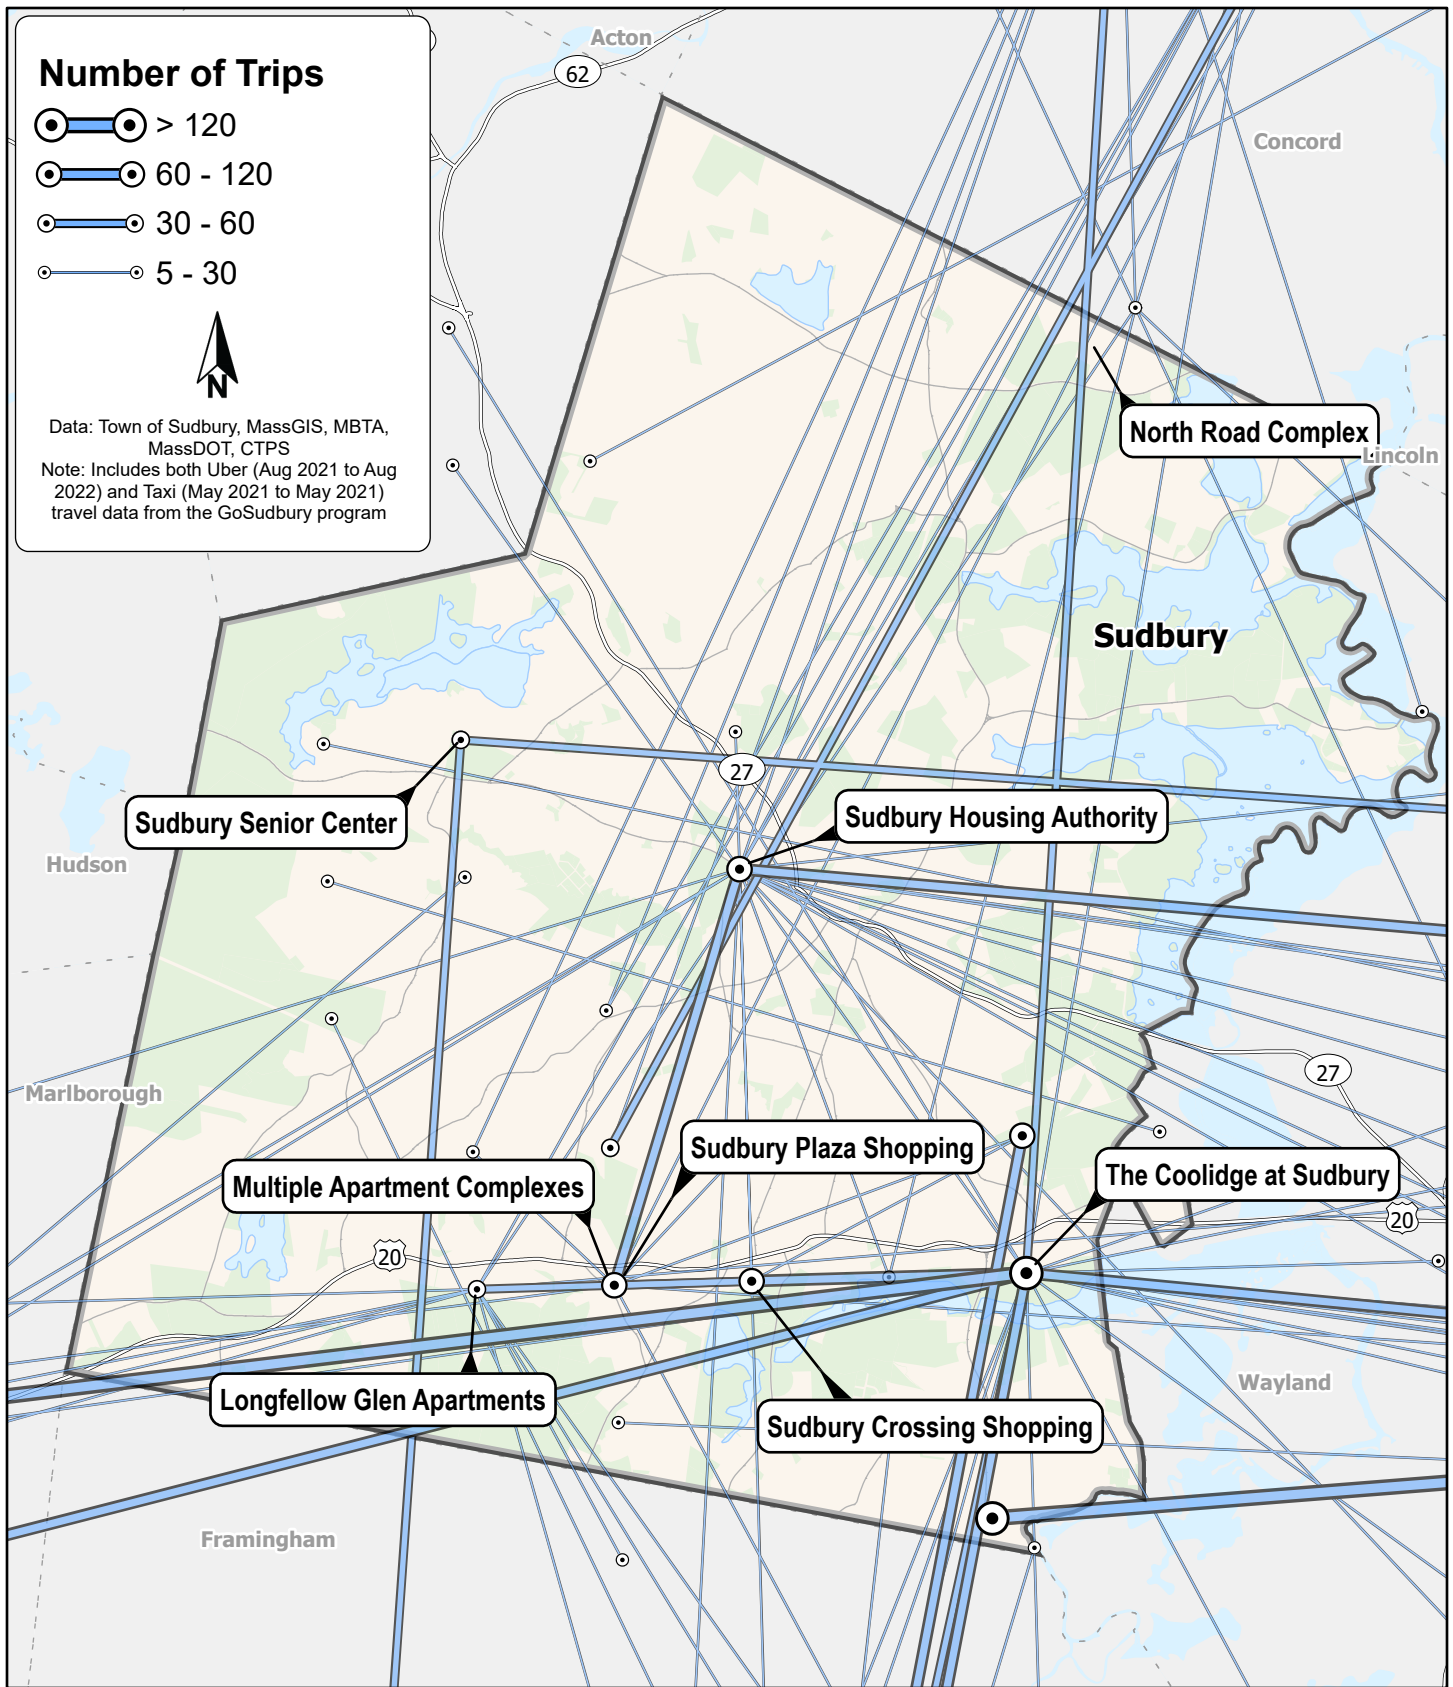 Number of Trips
> 120
60 - 120
30 - 60
5 - 30
N
Data: Town of Sudbury, MassGIS, MBTA,
MassDOT, CTPS
Note: Includes both Uber (Aug 2021 to Aug
2022) and Taxi (May 2021 to May 2021)
travel data from the GoSudbury program
Acton
62
Concord
North Road Complex
Lincoln
Sudbury
27
Sudbury Senior Center
Sudbury Housing Authority
Hudson
27
Marlborough
Sudbury Plaza Shopping
Multiple Apartment Complexes
The Coolidge at Sudbury
20
20
Longfellow Glen Apartments
Wayland
Sudbury Crossing Shopping
Framingham